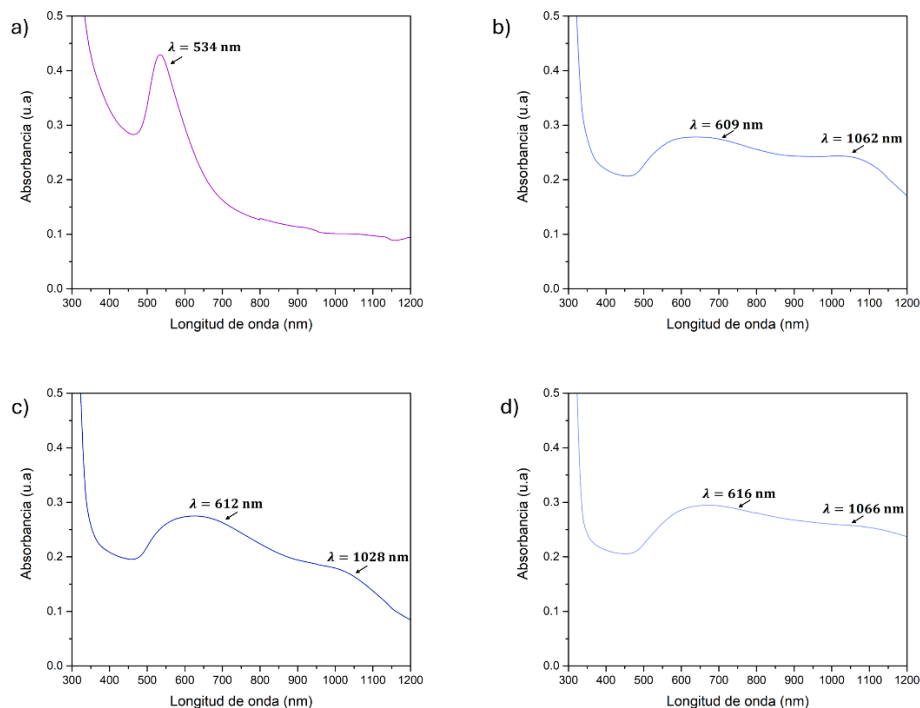 a)
0.5
0.4
0.3
0.2
0.1
0.0
Absorbancia (u.a)
λ = 534 nm
300 400 500 600 700 800 900 1000 1100 1200
Longitud de onda (nm)
b)
0.5
0.4
0.3
0.2
0.1
0.0
Absorbancia (u.a)
λ = 609 nm
λ = 1062 nm
300 400 500 600 700 800 900 1000 1100 1200
Longitud de onda (nm)
c)
0.5
0.4
0.3
0.2
0.1
0.0
Absorbancia (u.a)
λ = 612 nm
λ = 1028 nm
300 400 500 600 700 800 900 1000 1100 1200
Longitud de onda (nm)
d)
0.5
0.4
0.3
0.2
0.1
0.0
Absorbancia (u.a)
λ = 616 nm
λ = 1066 nm
300 400 500 600 700 800 900 1000 1100 1200
Longitud de onda (nm)